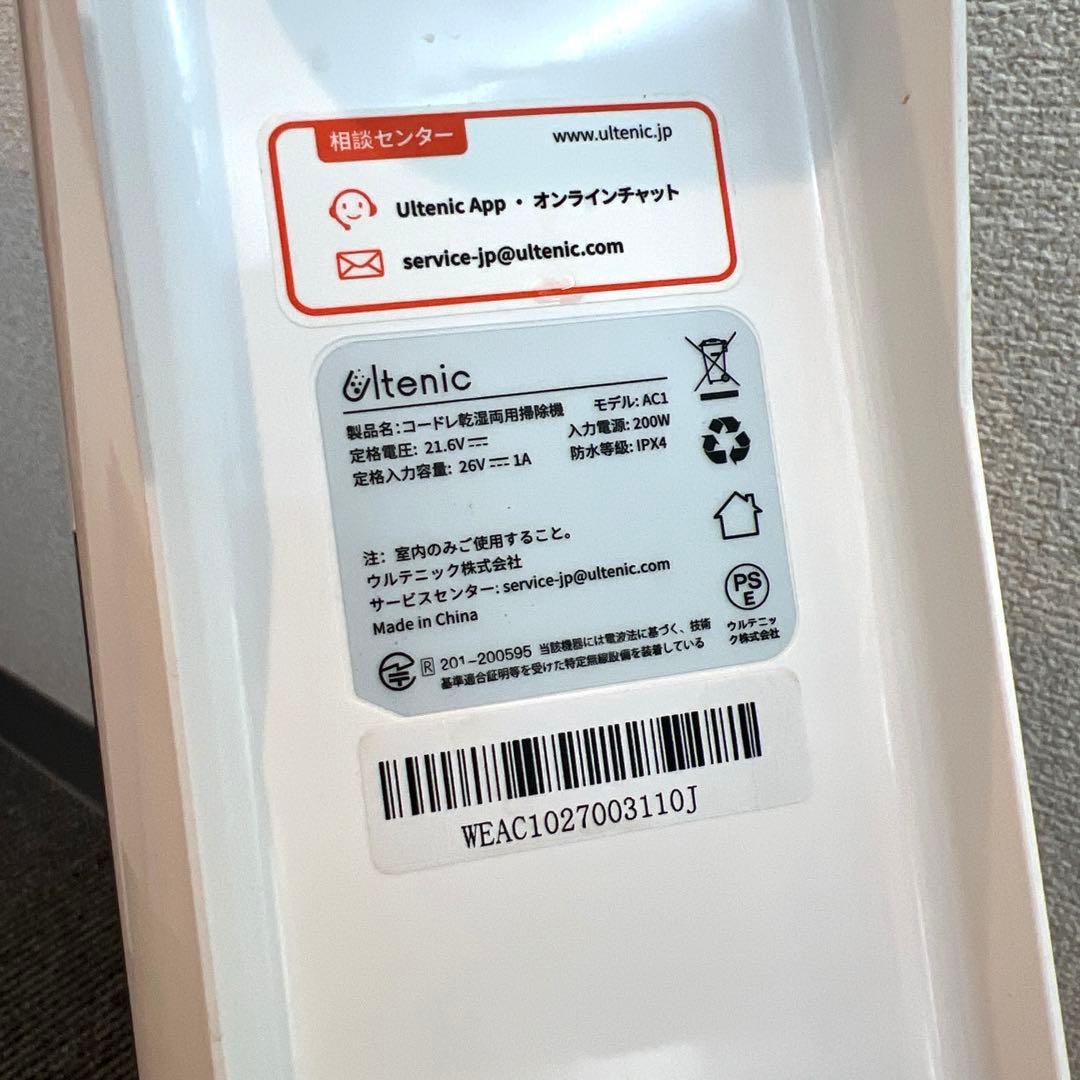 相談センター
www.ultenic.jp
Ultenic App・オンラインチャット
service-jp@ultenic.com
Ultenic
製品名:コードレ乾湿両用掃除機
モデル: AC1
定格電圧: 21.6V⎓
入力電源: 200W
定格入力容量: 26V⎓1A
防水等級: IPX4
注: 室内のみご使用すること。
ウルテニック株式会社
サービスセンター: service-jp@ultenic.com
Made in China
PS
E
ウルテニッ
ク株式会社
R 201-200595 当該機器には電波法に基づく、技術
基準適合証明等を受けた特定無線設備を装着している
WEAC1027003110J